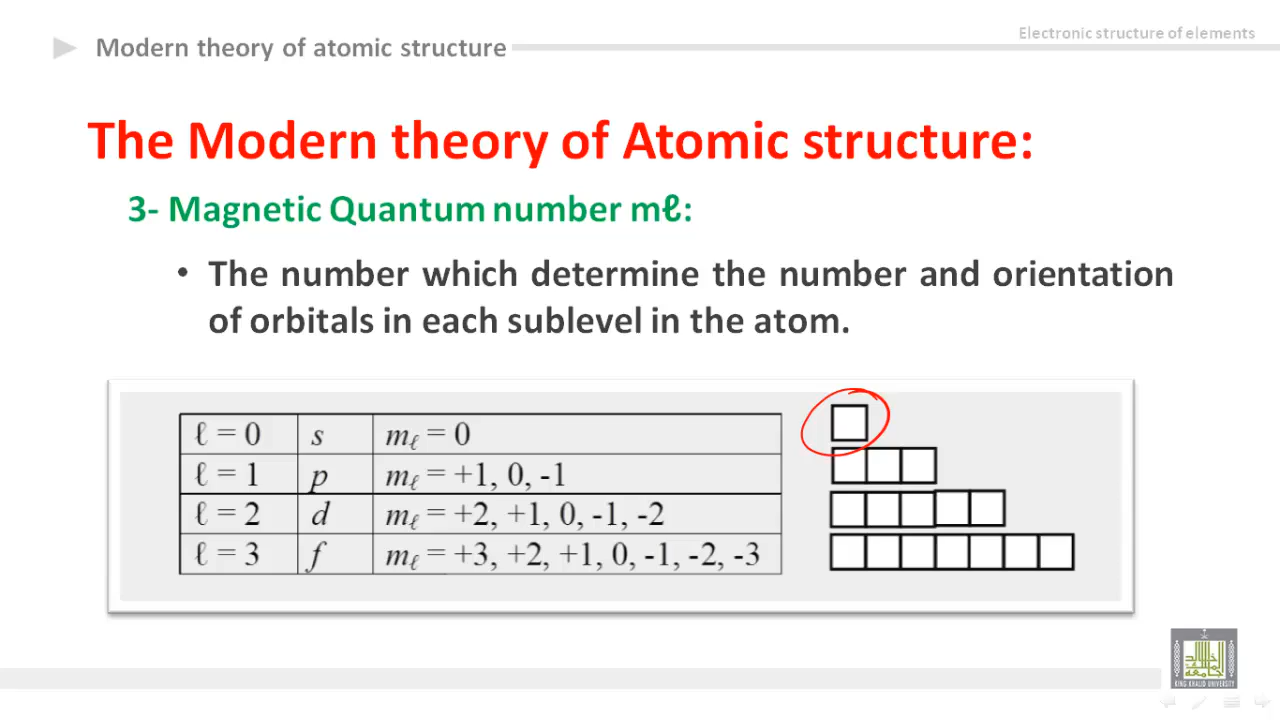 Electronic structure of elements
Modern theory of atomic structure
The Modern theory of Atomic structure:
3- Magnetic Quantum number mℓ:
• The number which determine the number and orientation
of orbitals in each sublevel in the atom.
ℓ = 0 s mℓ = 0
ℓ = 1 p mℓ = +1, 0, -1
ℓ = 2 d mℓ = +2, +1, 0, -1, -2
ℓ = 3 f mℓ = +3, +2, +1, 0, -1, -2, -3
KING KHALID UNIVERSITY